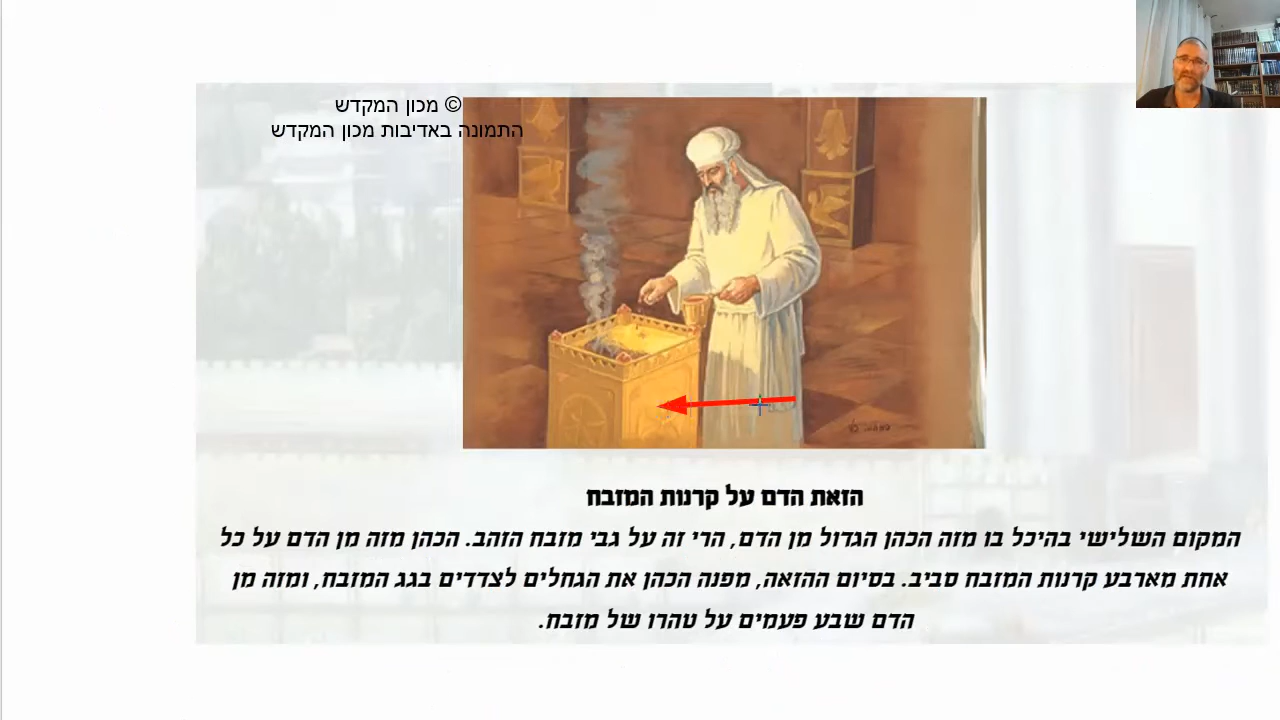 © מכון המקדש
התמונה באדיבות מכון המקדש
הזאת הדם על קרנות המזבח
המקום השלישי בהיכל בו מזה הכהן הגדול מן הדם, הרי זה על גבי מזבח הזהב. הכהן מזה מן הדם על כל
אחת מארבע קרנות המזבח סביב. בסיום ההזאה, מפנה הכהן את הגחלים לצדדים בגג המזבח, ומזה מן
הדם שבע פעמים על טהרו של מזבח.